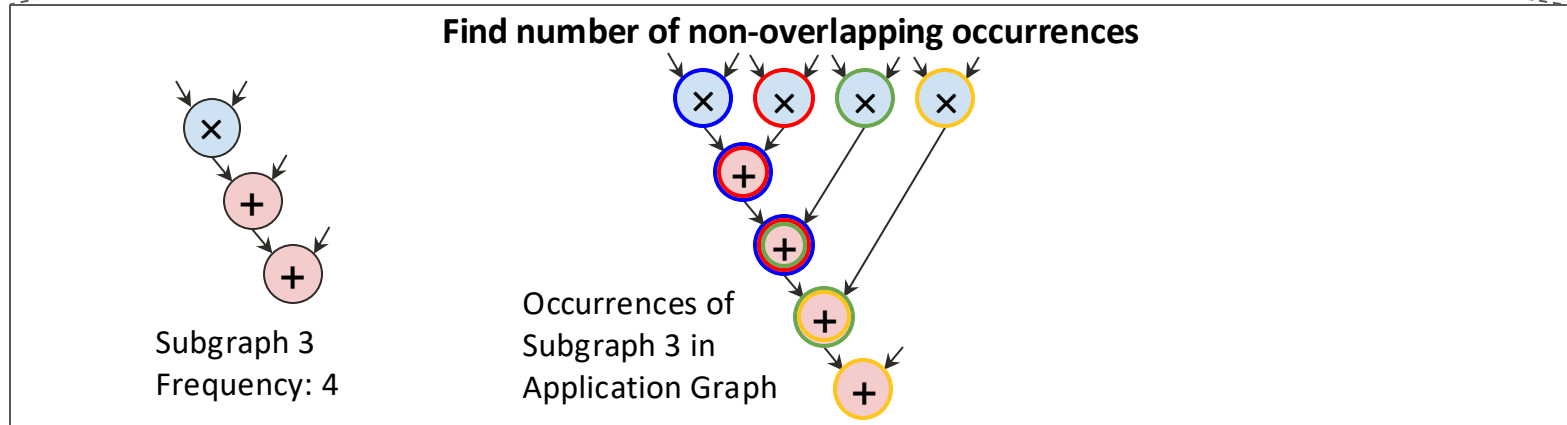 Find number of non-overlapping occurrences
× × × ×
×
+
+
+
+
+
+
Subgraph 3
Frequency: 4
Occurrences of
Subgraph 3 in
Application Graph